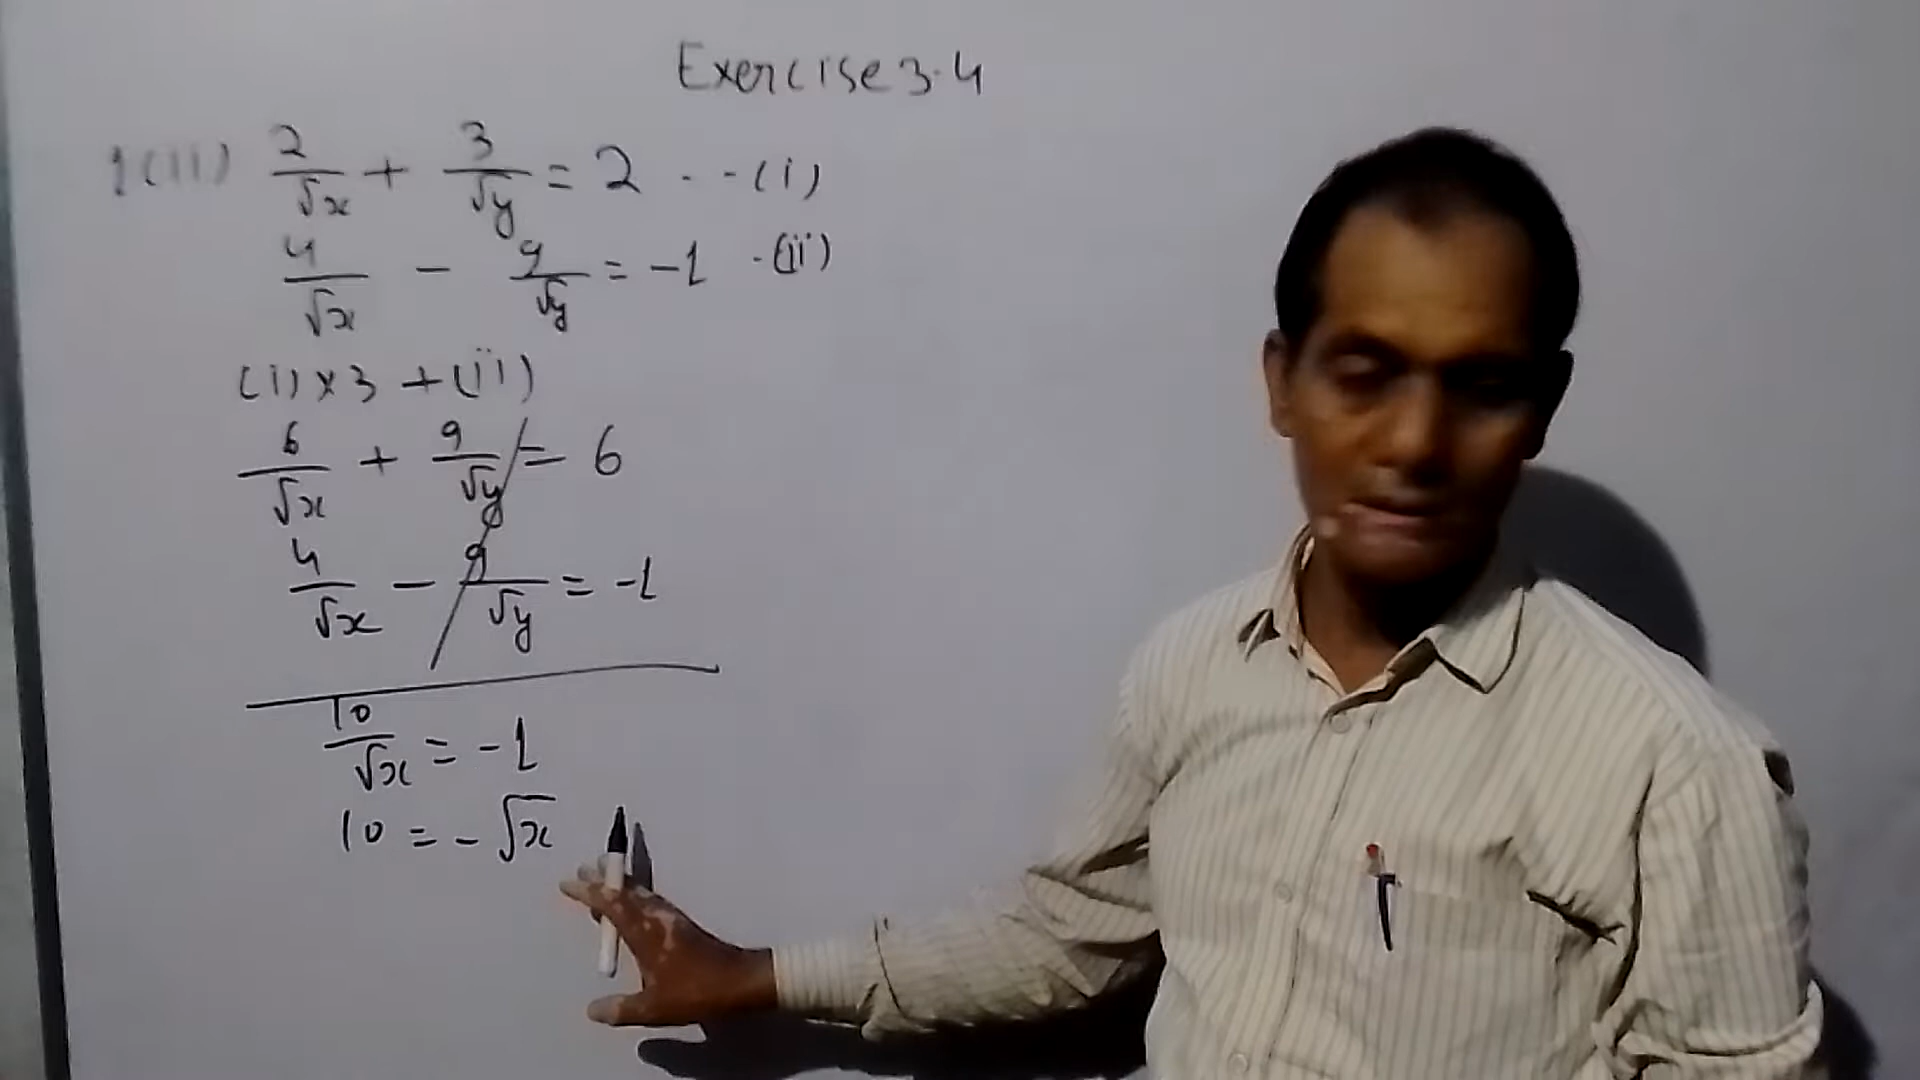 Exercise 3.4
1(ii) 2/√x + 3/√y = 2 - - (i)
4/√x - 9/√y = -1 -(ii)
(i) × 3 + (ii)
6/√x + 9/√y = 6
4/√x - 9/√y = -1
10/√x = -1
10 = - √x